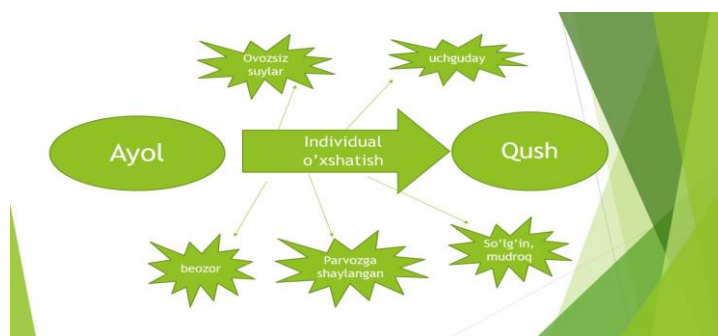 Ovozsiz
suylar
uchguday
Ayol
Individual
o'xshatish
Qush
beozor
Parvozga
shaylangan
So'lg'in,
mudroq